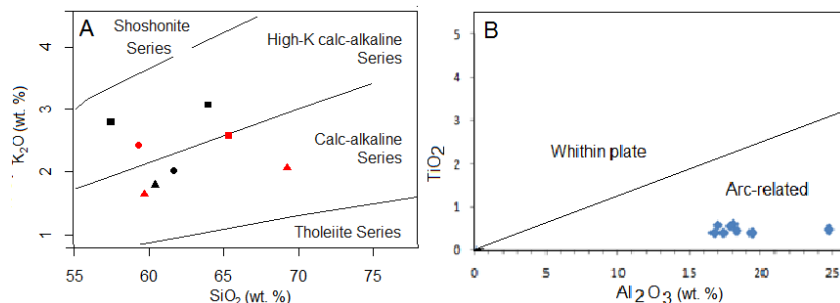 A
Shoshonite
Series
High-K calc-alkaline
Series
Calc-alkaline
Series
Tholeiite Series
K2O (wt. %)
4
3
2
1
55 60 65 70 75
SiO2 (wt. %)
B
TiO2
5
4
3
2
1
0
Whithin plate
Arc-related
0 5 10 15 20 25
Al2O3 (wt. %)